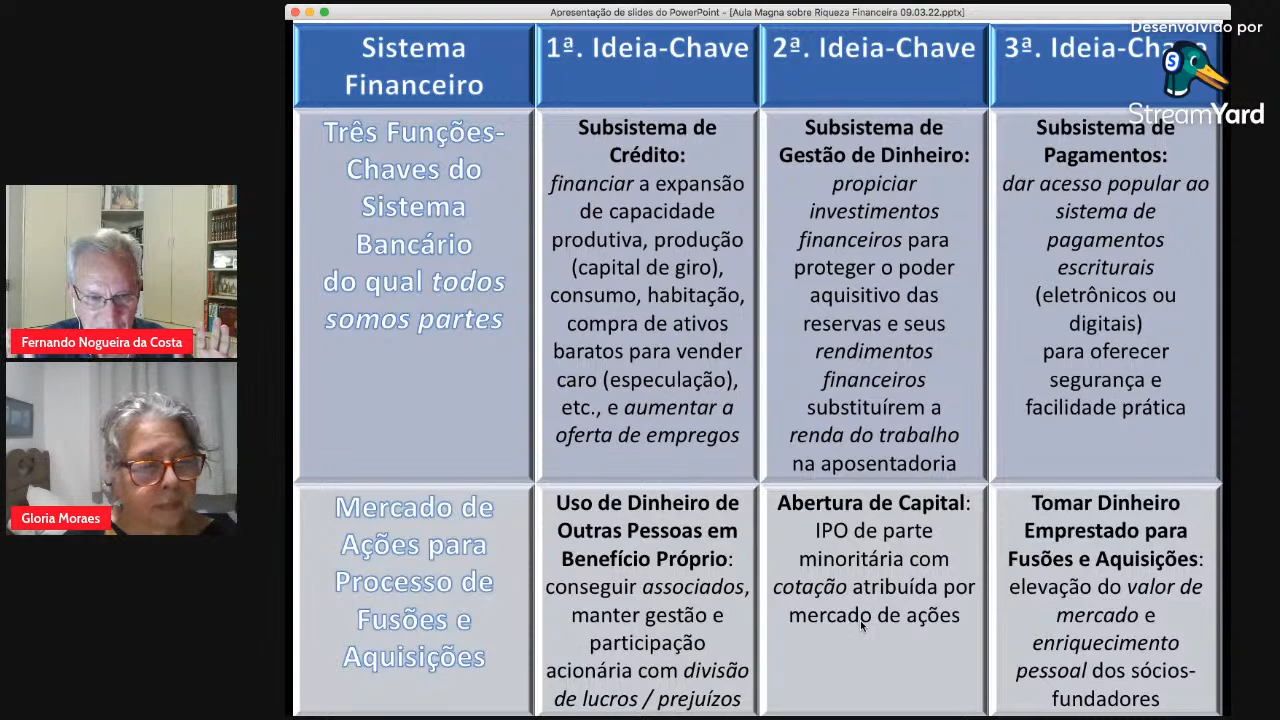 Apresentação de slides do PowerPoint - [Aula Magna sobre Riqueza Financeira 09.03.22.pptx]
Desenvolvido por
StreamYard
Sistema
Financeiro
1ª. Ideia-Chave
2ª. Ideia-Chave
3ª. Ideia-Chave
Três Funções-
Chaves do
Sistema
Bancário
do qual todos
somos partes
Subsistema de
Crédito:
financiar a expansão
de capacidade
produtiva, produção
(capital de giro),
consumo, habitação,
compra de ativos
baratos para vender
caro (especulação),
etc., e aumentar a
oferta de empregos
Subsistema de
Gestão de Dinheiro:
propiciar
investimentos
financeiros para
proteger o poder
aquisitivo das
reservas e seus
rendimentos
financeiros
substituírem a
renda do trabalho
na aposentadoria
Subsistema de
Pagamentos:
dar acesso popular ao
sistema de
pagamentos
escriturais
(eletrônicos ou
digitais)
para oferecer
segurança e
facilidade prática
Mercado de
Ações para
Processo de
Fusões e
Aquisições
Uso de Dinheiro de
Outras Pessoas em
Benefício Próprio:
conseguir associados,
manter gestão e
participação
acionária com divisão
de lucros / prejuízos
Abertura de Capital:
IPO de parte
minoritária com
cotação atribuída por
mercado de ações
Tomar Dinheiro
Emprestado para
Fusões e Aquisições:
elevação do valor de
mercado e
enriquecimento
pessoal dos sócios-
fundadores
Fernando Nogueira da Costa
Gloria Moraes